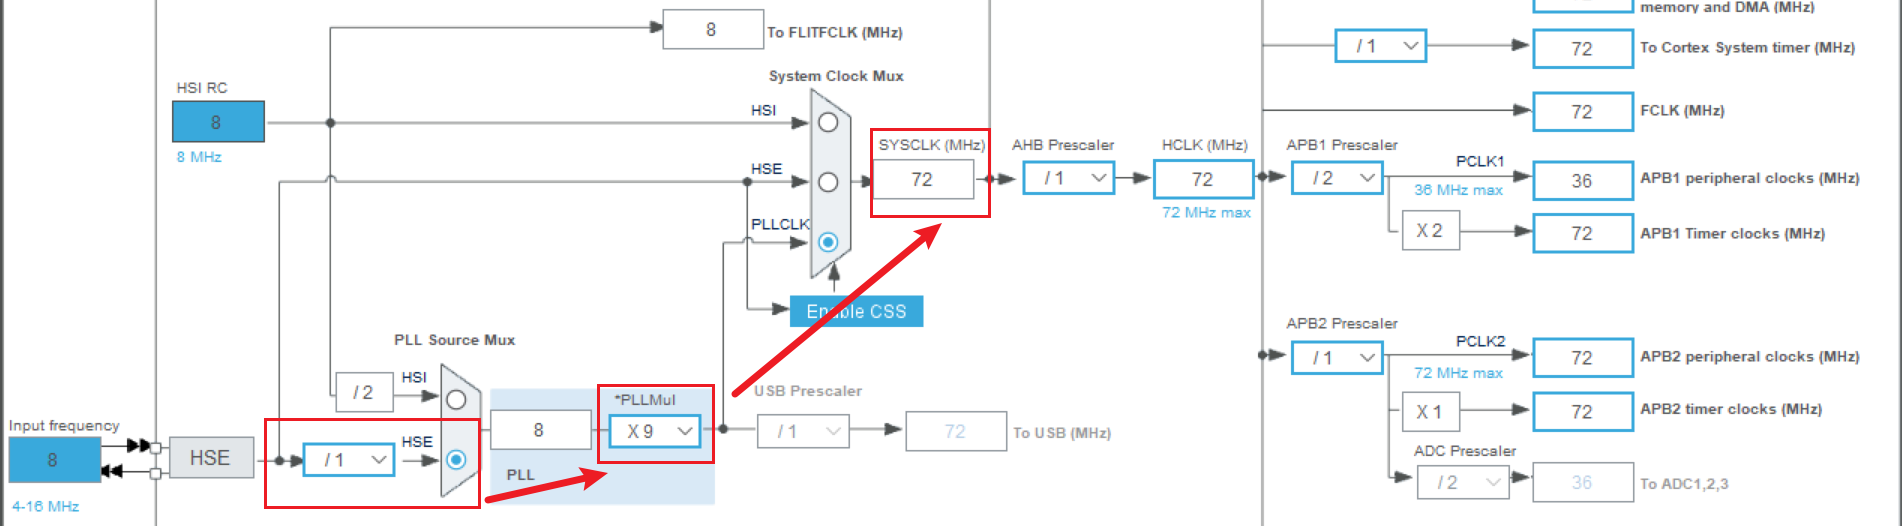 memory and DMA (MHz)
8
To FLITFCLK (MHz)
/ 1
72
To Cortex System timer (MHz)
System Clock Mux
HSI RC
8
8 MHz
HSI
72
FCLK (MHz)
SYSCLK (MHz)
72
AHB Prescaler
/ 1
HCLK (MHz)
72
72 MHz max
APB1 Prescaler
/ 2
PCLK1
36 MHz max
36
APB1 peripheral clocks (MHz)
HSE
PLLCLK
X 2
72
APB1 Timer clocks (MHz)
Enable CSS
APB2 Prescaler
/ 1
PCLK2
72 MHz max
72
APB2 peripheral clocks (MHz)
PLL Source Mux
/ 2
HSI
*PLLMul
X 9
8
PLL
USB Prescaler
/ 1
72
To USB (MHz)
X 1
72
APB2 timer clocks (MHz)
Input frequency
8
4-16 MHz
HSE
/ 1
HSE
ADC Prescaler
/ 2
36
To ADC1,2,3